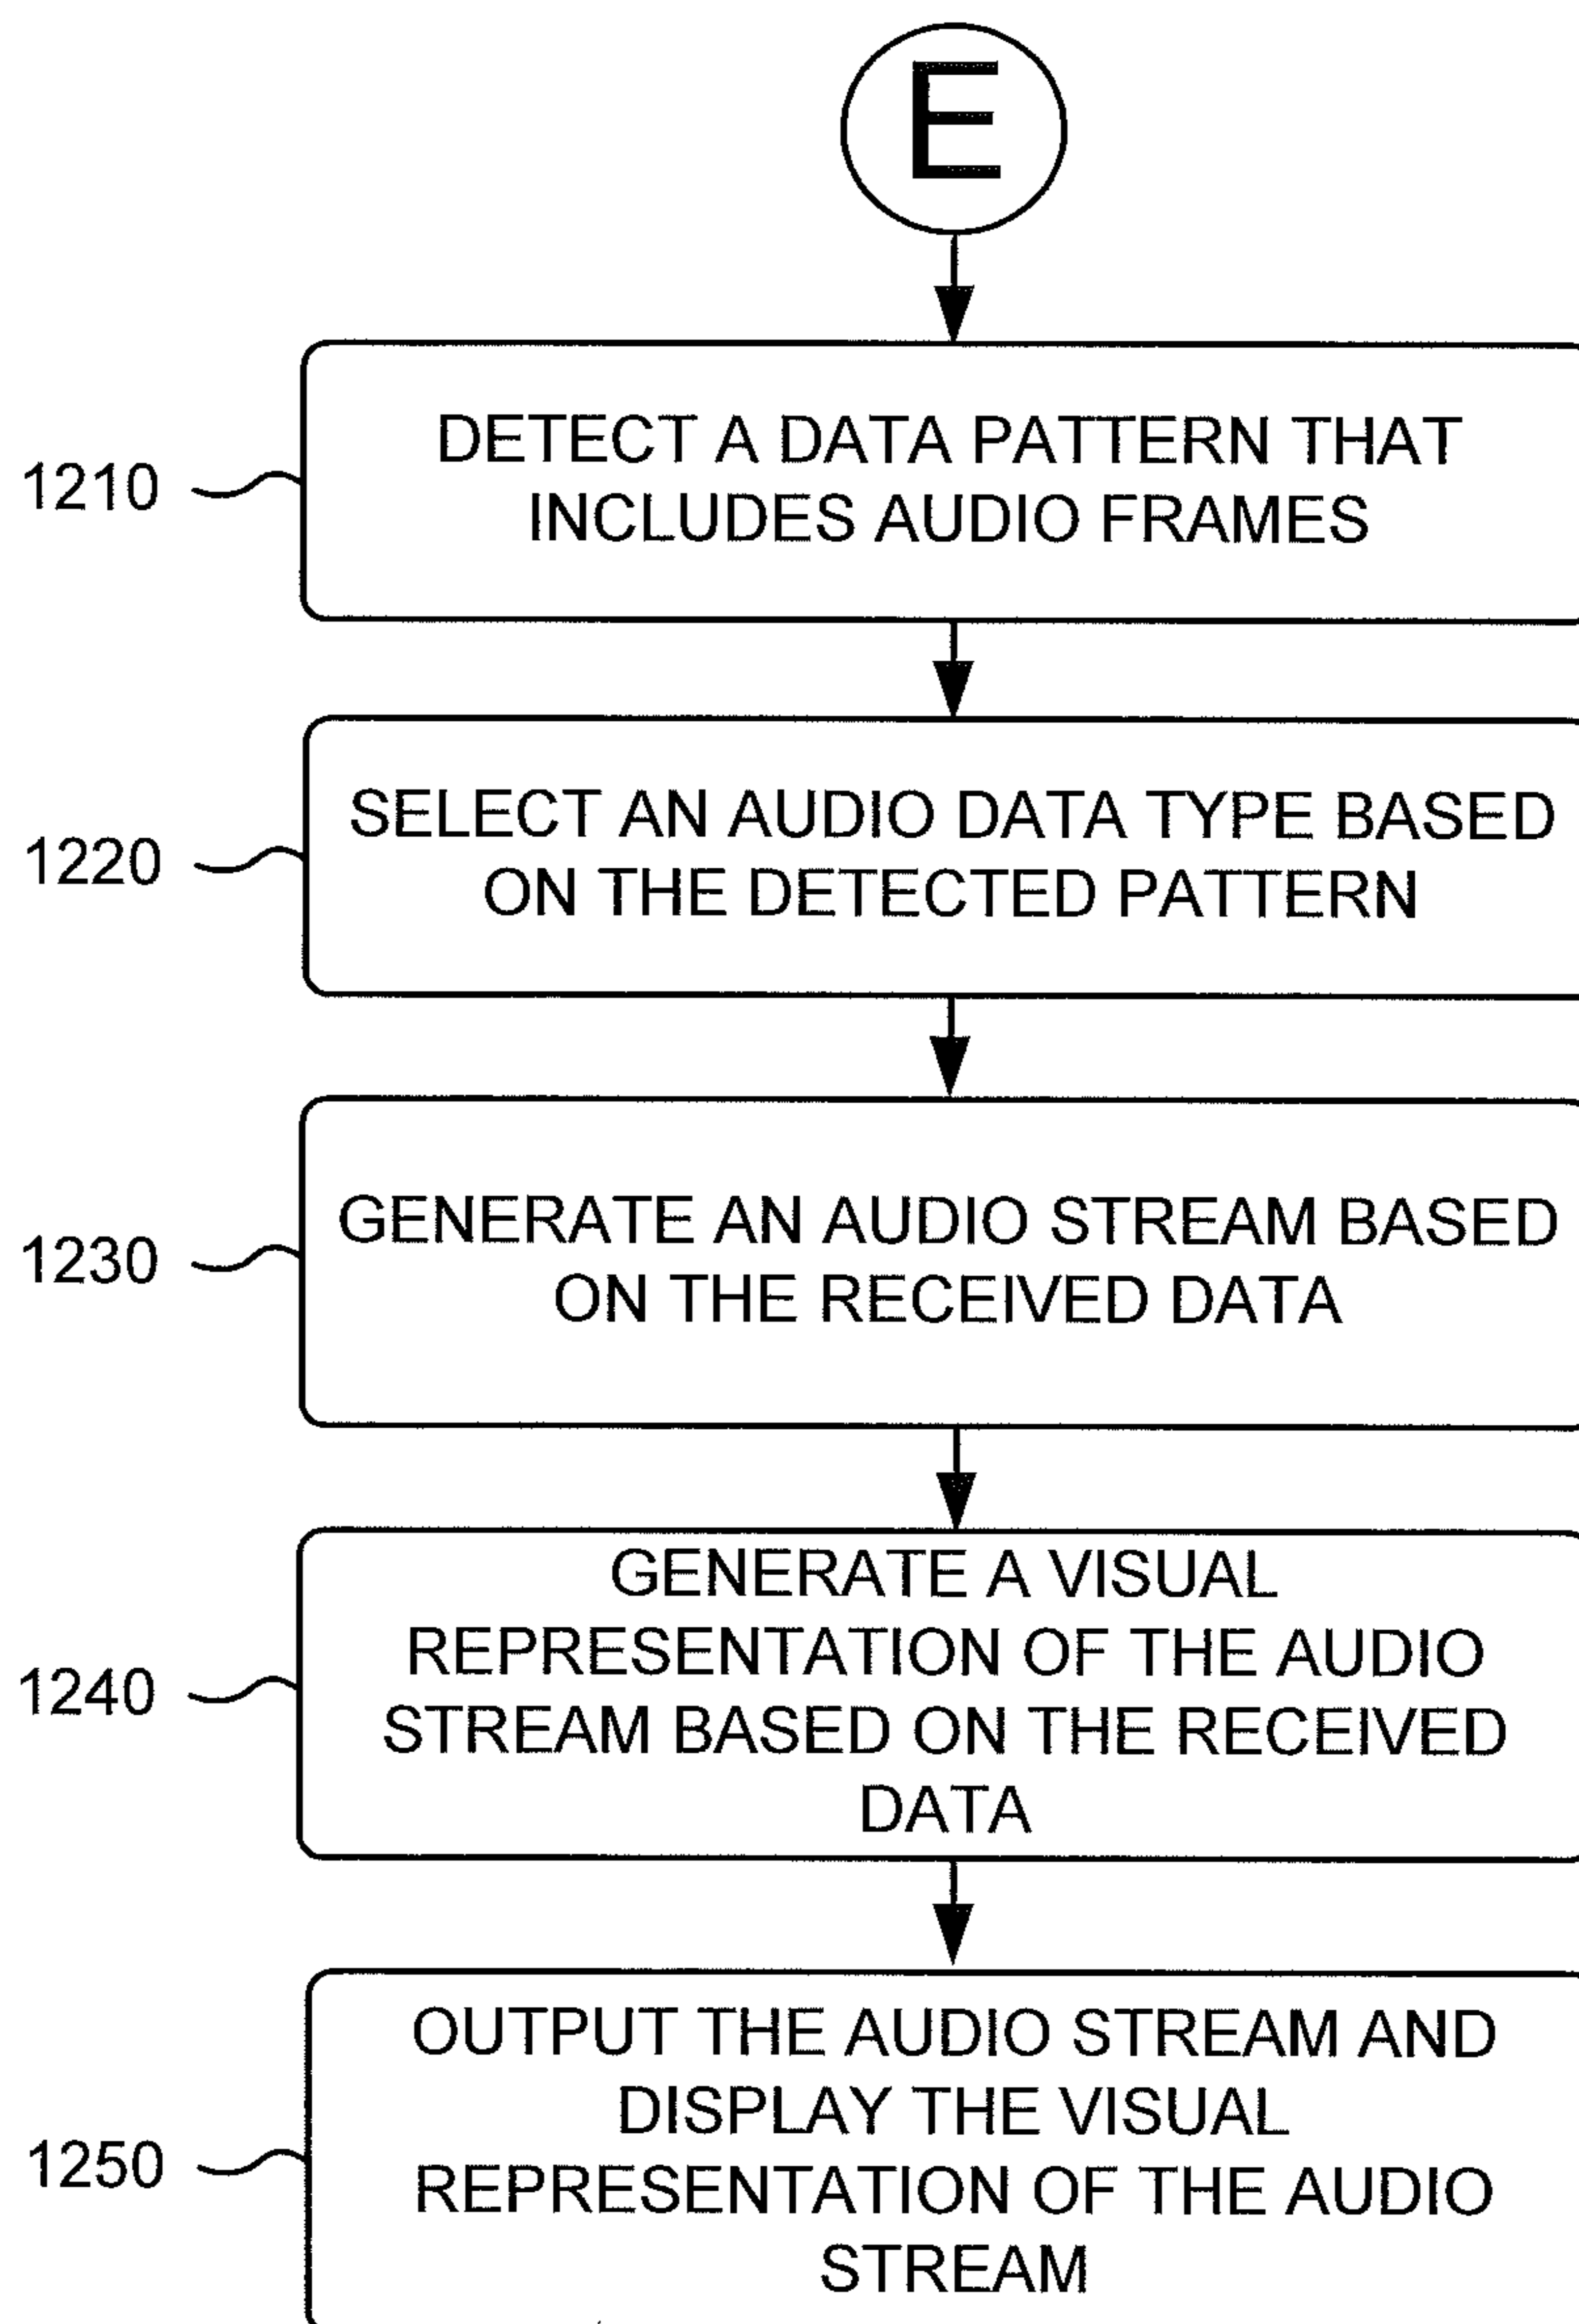 E
DETECT A DATA PATTERN THAT
INCLUDES AUDIO FRAMES
1210
SELECT AN AUDIO DATA TYPE BASED
ON THE DETECTED PATTERN
1220
GENERATE AN AUDIO STREAM BASED
ON THE RECEIVED DATA
1230
GENERATE A VISUAL
REPRESENTATION OF THE AUDIO
STREAM BASED ON THE RECEIVED
DATA
1240
OUTPUT THE AUDIO STREAM AND
DISPLAY THE VISUAL
REPRESENTATION OF THE AUDIO
STREAM
1250